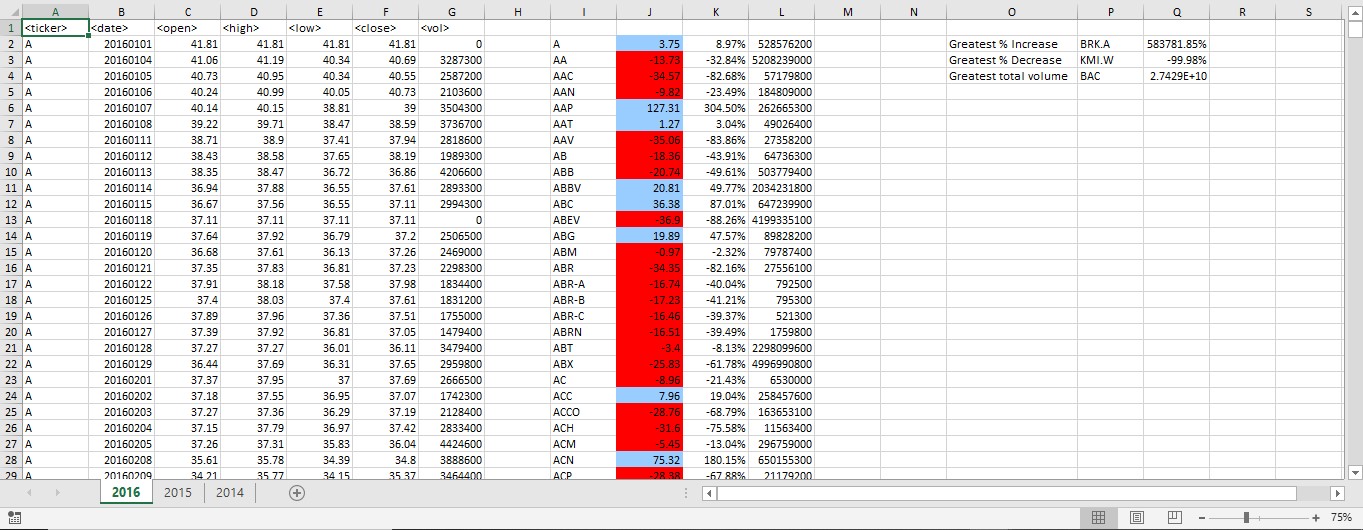 A B C D E F G H I J K L M N O P Q R S
1 <ticker> <date> <open> <high> <low> <close> <vol>
2 A 20160101 41.81 41.81 41.81 41.81 0 A 3.75 8.97% 528576200 Greatest % Increase BRK.A 583781.85%
3 A 20160104 41.06 41.19 40.34 40.69 3287300 AA -13.73 -32.84% 5208239000 Greatest % Decrease KMI.W -99.98%
4 A 20160105 40.73 40.95 40.34 40.55 2587200 AAC -34.57 -82.68% 57179800 Greatest total volume BAC 2.7429E+10
5 A 20160106 40.24 40.99 40.05 40.73 2103600 AAN -9.82 -23.49% 184809000
6 A 20160107 40.14 40.15 38.81 39 3504300 AAP 127.31 304.50% 262665300
7 A 20160108 39.22 39.71 38.47 38.59 3736700 AAT 1.27 3.04% 49026400
8 A 20160111 38.71 38.9 37.41 37.94 2818600 AAV -35.06 -83.86% 27358200
9 A 20160112 38.43 38.58 37.65 38.19 1989300 AB -18.36 -43.91% 64736300
10 A 20160113 38.35 38.47 36.72 36.86 4206600 ABB -20.74 -49.61% 503779400
11 A 20160114 36.94 37.88 36.55 37.61 2893300 ABBV 20.81 49.77% 2034231800
12 A 20160115 36.67 37.56 36.55 37.11 2994300 ABC 36.38 87.01% 647239900
13 A 20160118 37.11 37.11 37.11 37.11 0 ABEV -36.9 -88.26% 4199335100
14 A 20160119 37.64 37.92 36.79 37.2 2506500 ABG 19.89 47.57% 89828200
15 A 20160120 36.68 37.61 36.13 37.26 2469000 ABM -0.97 -2.32% 79787400
16 A 20160121 37.35 37.83 36.81 37.23 2298300 ABR -34.35 -82.16% 27556100
17 A 20160122 37.91 38.18 37.58 37.98 1834400 ABR-A -16.74 -40.04% 792500
18 A 20160125 37.4 38.03 37.4 37.61 1831200 ABR-B -17.23 -41.21% 795300
19 A 20160126 37.89 37.96 37.36 37.51 1755000 ABR-C -16.46 -39.37% 521300
20 A 20160127 37.39 37.92 36.81 37.05 1479400 ABRN -16.51 -39.49% 1759800
21 A 20160128 37.27 37.27 36.01 36.11 3479400 ABT -3.4 -8.13% 2298099600
22 A 20160129 36.44 37.69 36.31 37.65 2959800 ABX -25.83 -61.78% 4996990800
23 A 20160201 37.37 37.95 37 37.69 2666500 AC -8.96 -21.43% 6530000
24 A 20160202 37.18 37.55 36.95 37.07 1742300 ACC 7.96 19.04% 258457600
25 A 20160203 37.27 37.36 36.29 37.19 2128400 ACCO -28.76 -68.79% 163653100
26 A 20160204 37.15 37.79 36.97 37.42 2833400 ACH -31.6 -75.58% 11563400
27 A 20160205 37.26 37.31 35.83 36.04 4424600 ACM -5.45 -13.04% 296759000
28 A 20160208 35.61 35.78 34.39 34.8 3888600 ACN 75.32 180.15% 650155300
29 A 20160209 34.21 35.77 34.15 35.37 3464400 ACP -28.38 -67.88% 21179200
2016 2015 2014
75%